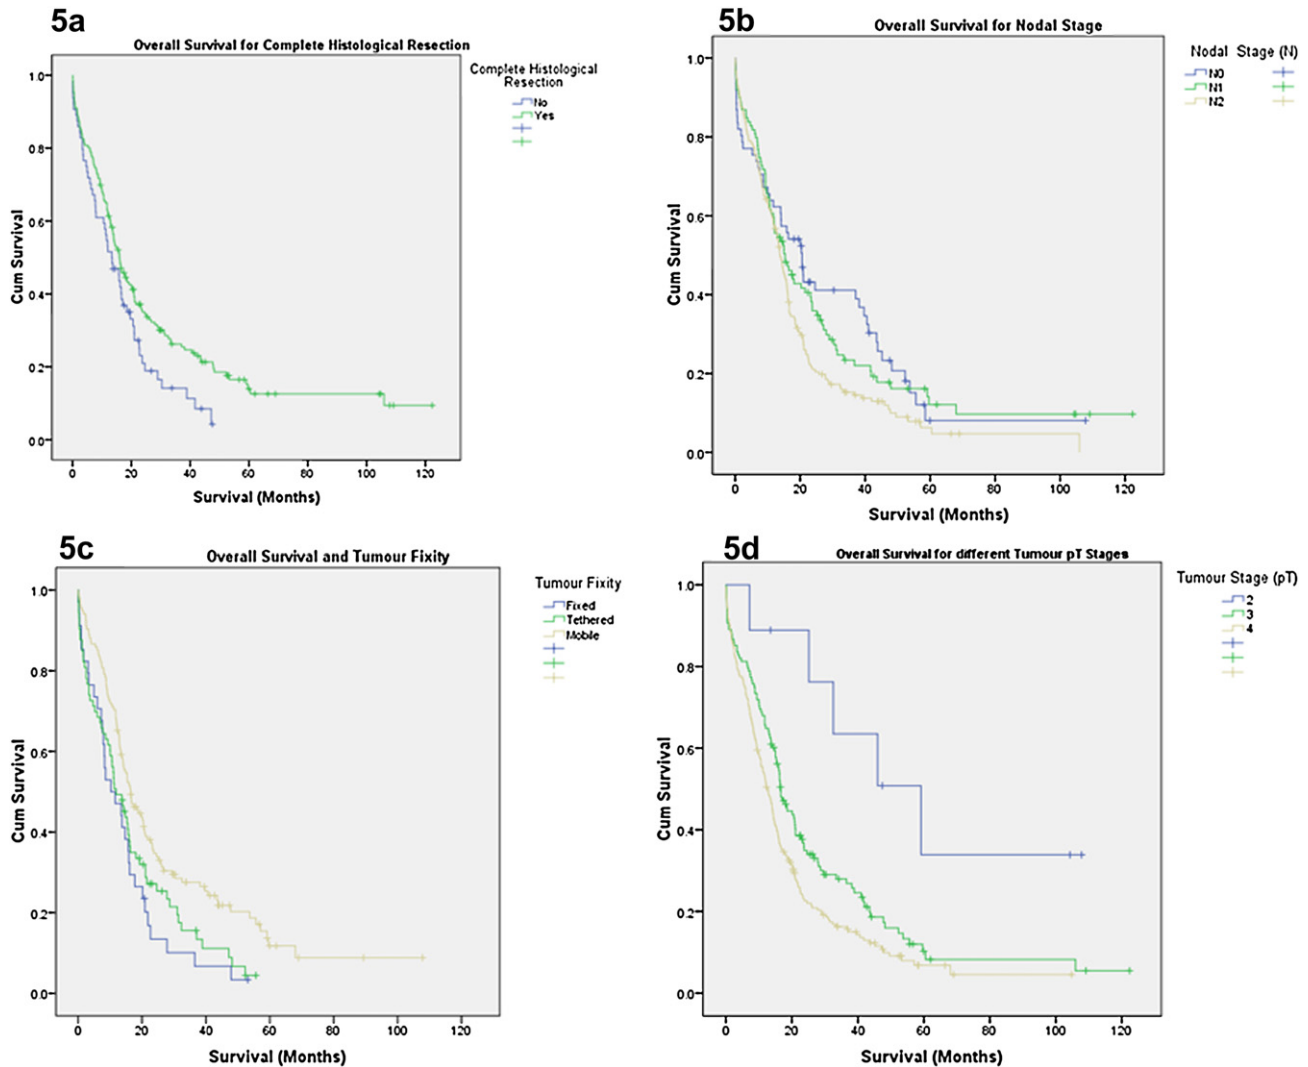 5a
Overall Survival for Complete Histological Resection
Complete Histological
Resection
No
Yes
1.0
0.8
0.6
0.4
0.2
0.0
Cum Survival
0 20 40 60 80 100 120
Survival (Months)
5b
Overall Survival for Nodal Stage
Nodal Stage (N)
N0
N1
N2
1.0
0.8
0.6
0.4
0.2
0.0
Cum Survival
0 20 40 60 80 100 120
Survival (Months)
5c
Overall Survival and Tumour Fixity
Tumour Fixity
Fixed
Tethered
Mobile
1.0
0.8
0.6
0.4
0.2
0.0
Cum Survival
0 20 40 60 80 100 120
Survival (Months)
5d
Overall Survival for different Tumour pT Stages
Tumour Stage (pT)
2
3
4
1.0
0.8
0.6
0.4
0.2
0.0
Cum Survival
0 20 40 60 80 100 120
Survival (Months)